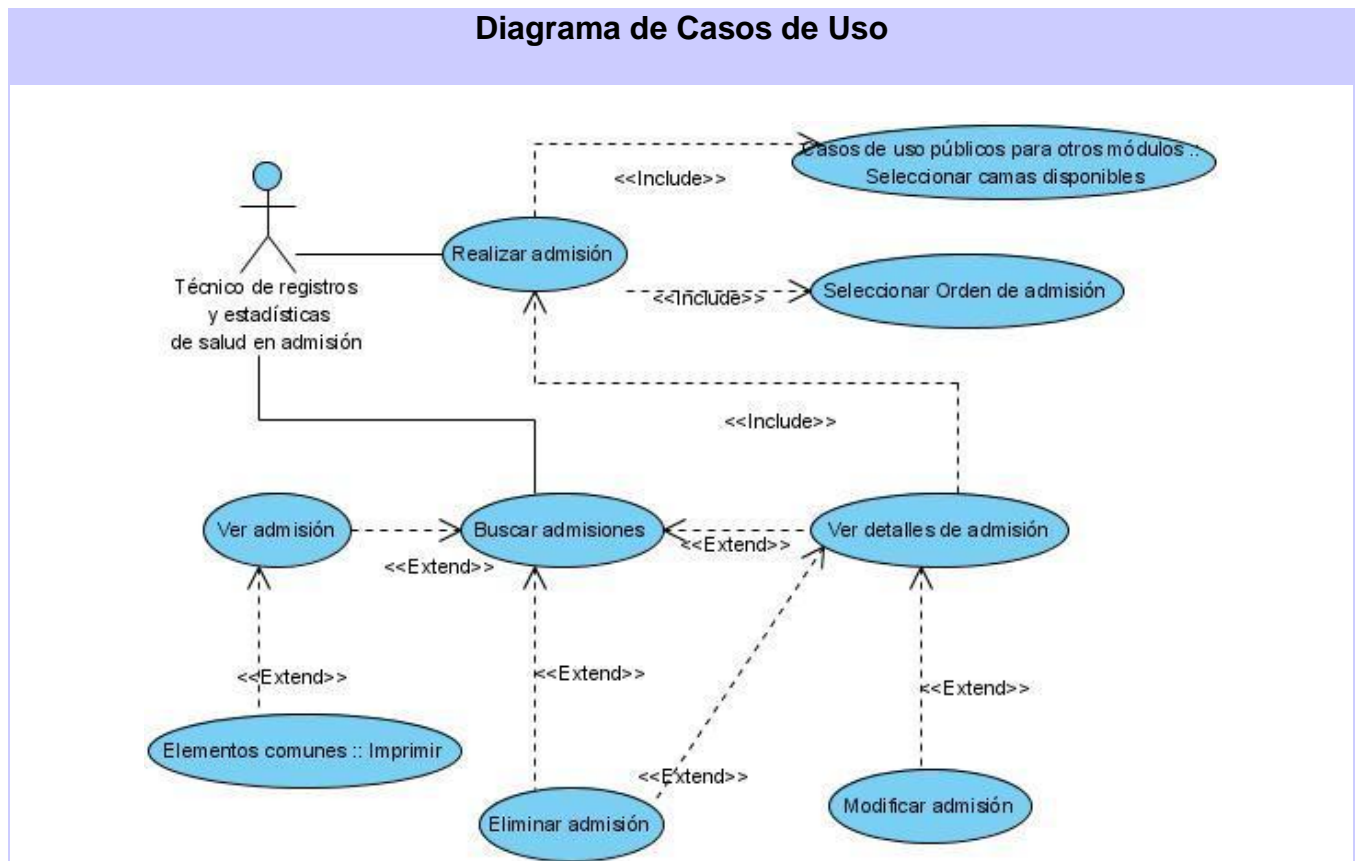 Diagrama de Casos de Uso
Casos de uso públicos para otros módulos ::
Seleccionar camas disponibles
<<Include>>
Realizar admisión
Técnico de registros
y estadísticas
de salud en admisión
<<Include>>
Seleccionar Orden de admisión
<<Include>>
Ver admisión
Buscar admisiones
Ver detalles de admisión
<<Extend>>
<<Extend>>
<<Extend>>
<<Extend>>
<<Extend>>
Elementos comunes :: Imprimir
<<Extend>>
Eliminar admisión
Modificar admisión